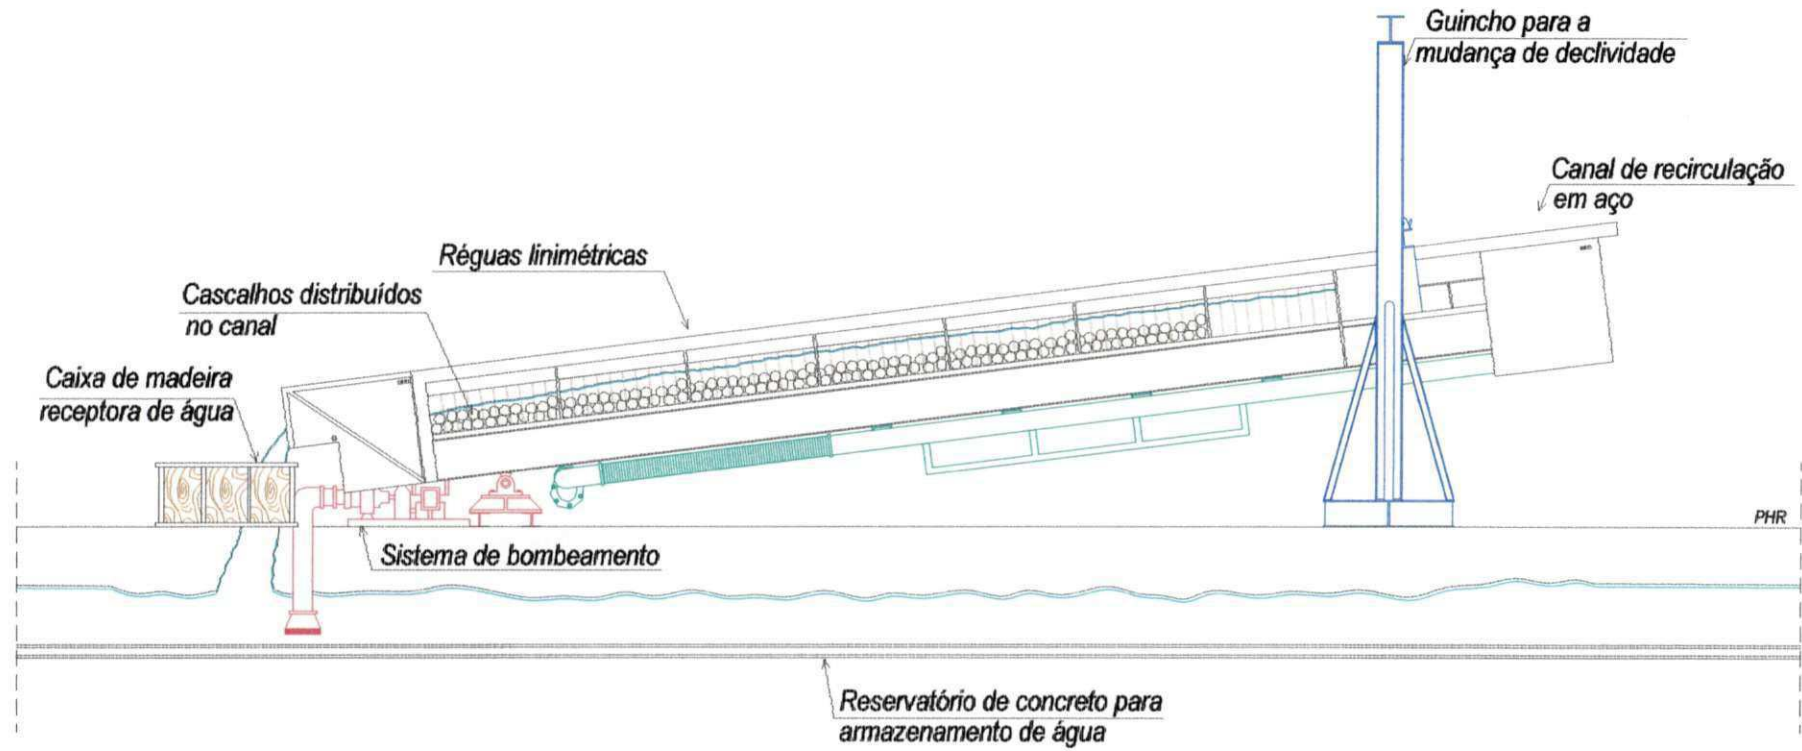 Guincho para a
mudança de declividade
Canal de recirculação
em aço
Réguas linimétricas
Cascalhos distribuídos
no canal
Caixa de madeira
receptora de água
PHR
Sistema de bombeamento
Reservatório de concreto para
armazenamento de água